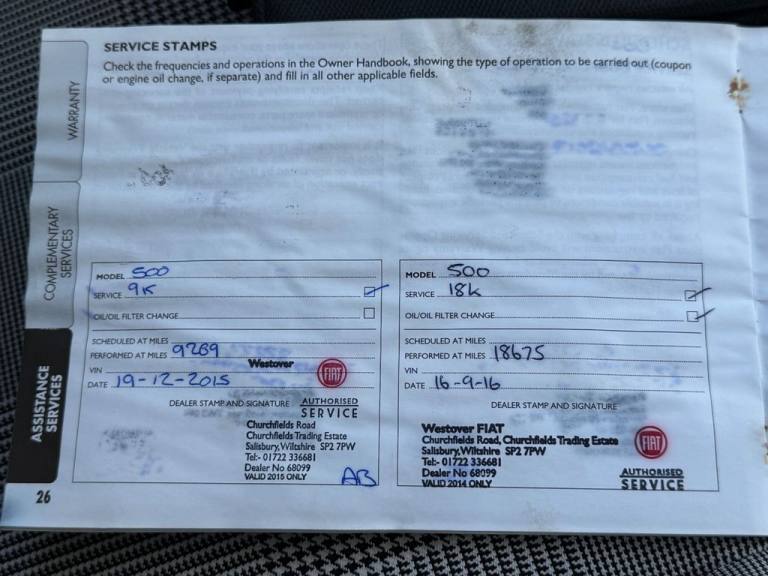 SERVICE STAMPS
Check the frequencies and operations in the Owner Handbook, showing the type of operation to be carried out (coupon
or engine oil change, if separate) and fill in all other applicable fields.
WARRANTY
COMPLEMENTARY
SERVICES
ASSISTANCE
SERVICES
MODEL 500
SERVICE 9K
OIL/OIL FILTER CHANGE
SCHEDULED AT MILES
PERFORMED AT MILES 9289
VIN
Westover
FIAT
DATE 19-12-2015
DEALER STAMP AND SIGNATURE
AUTHORISED
SERVICE
Churchfields Road
Churchfields Trading Estate
Salisbury, Wiltshire SP2 7PW
Tel:- 01722 336681
Dealer No 68099
VALID 2015 ONLY
AB
MODEL 500
SERVICE 18K
OIL/OIL FILTER CHANGE
SCHEDULED AT MILES
PERFORMED AT MILES 18675
VIN
DATE 16-9-16
DEALER STAMP AND SIGNATURE
Westover FIAT
Churchfields Road, Churchfields Trading Estate
Salisbury, Wiltshire SP2 7PW
Tel:- 01722 336681
Dealer No 68099
VALID 2014 ONLY
FIAT
AUTHORISED
SERVICE
26